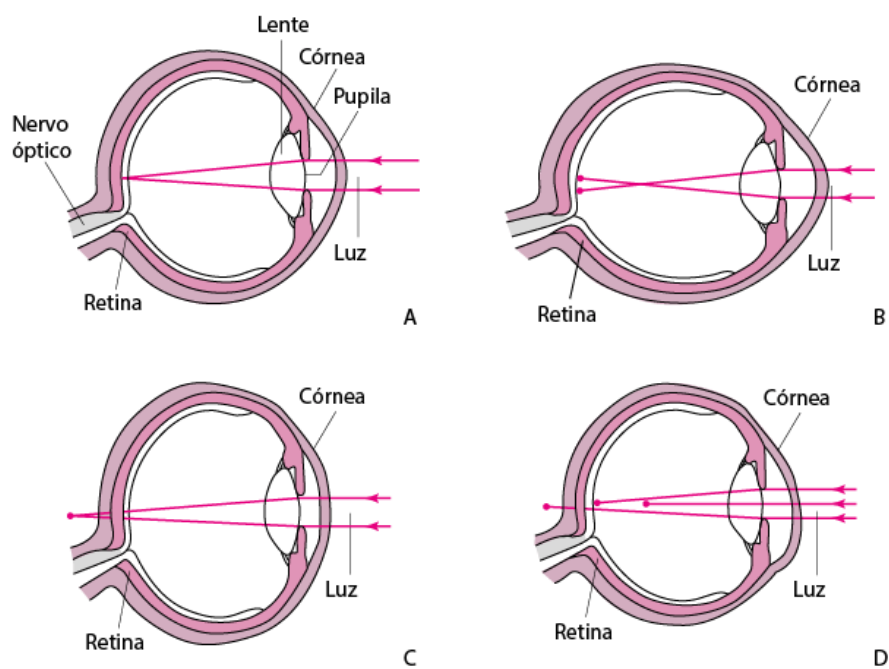 Lente
Córnea
Pupila
Nervo
óptico
Luz
Retina
A
Córnea
Luz
Retina
B
Córnea
Luz
Retina
C
Córnea
Luz
Retina
D